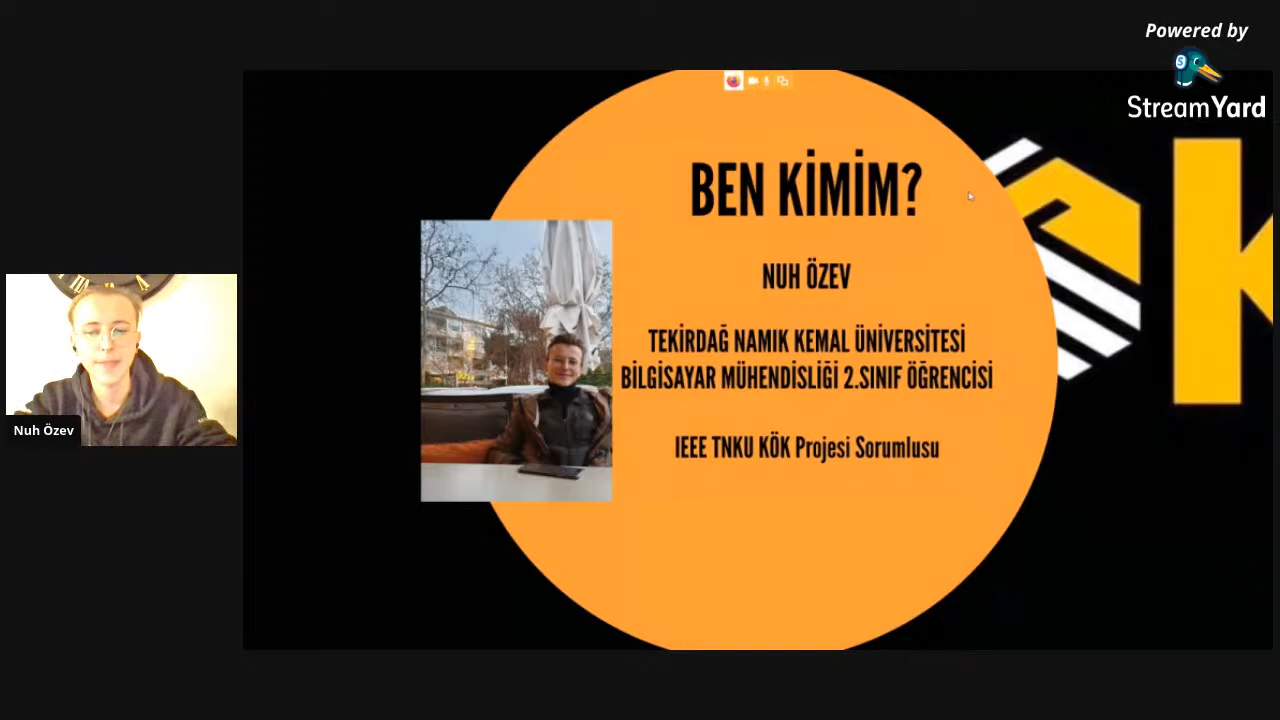 Powered by
StreamYard
BEN KİMİM?
NUH ÖZEV
TEKİRDAĞ NAMIK KEMAL ÜNİVERSİTESİ
BİLGİSAYAR MÜHENDİSLİĞİ 2.SINIF ÖĞRENCİSİ
IEEE TNKU KÖK Projesi Sorumlusu
K
Nuh Özev